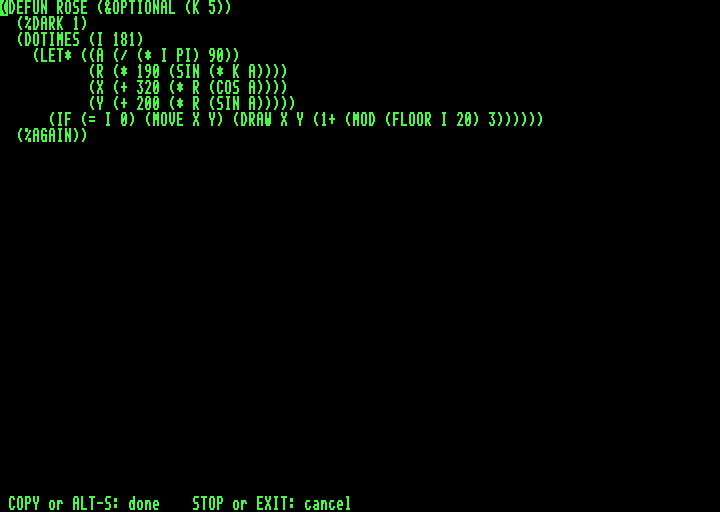 (DEFUN ROSE (&OPTIONAL (K 5))
  (%DARK 1)
  (DOTIMES (I 181)
    (LET* ((A (/ (* I PI) 90))
           (R (* 190 (SIN (* K A))))
           (X (+ 320 (* R (COS A))))
           (Y (+ 200 (* R (SIN A)))))
      (IF (= I 0) (MOVE X Y) (DRAW X Y (1+ (MOD (FLOOR I 20) 3))))))
  (%AGAIN))
COPY or ALT-S: done    STOP or EXIT: cancel